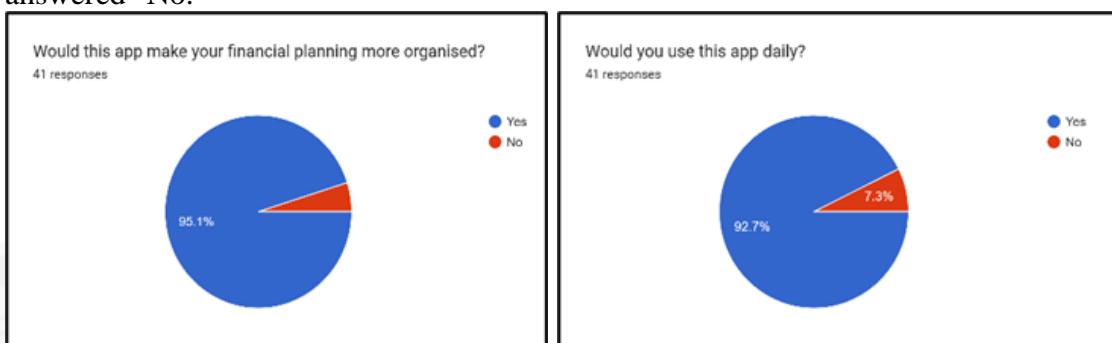 answered "No."
Would this app make your financial planning more organised?
41 responses
Yes
No
95.1%
Would you use this app daily?
41 responses
Yes
No
7.3%
92.7%